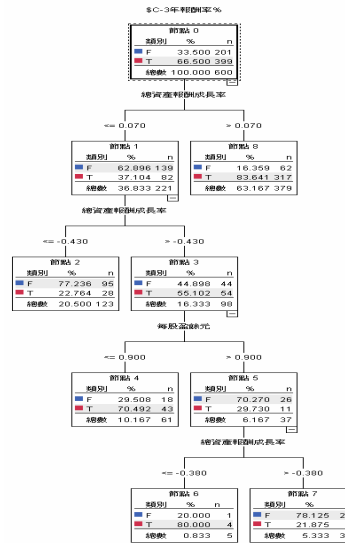 $C-3年報酬率%
節點 0
類別 % n
F 33.500 201
T 66.500 399
總數 100.000 600
總資產報酬成長率
<= 0.070 > 0.070
節點 1
類別 % n
F 62.896 139
T 37.104 82
總數 36.833 221
節點 8
類別 % n
F 16.359 62
T 83.641 317
總數 63.167 379
總資產報酬成長率
<= -0.430 > -0.430
節點 2
類別 % n
F 77.236 95
T 22.764 28
總數 20.500 123
節點 3
類別 % n
F 44.898 44
T 55.102 54
總數 16.333 98
每股盈餘元
<= 0.900 > 0.900
節點 4
類別 % n
F 29.508 18
T 70.492 43
總數 10.167 61
節點 5
類別 % n
F 70.270 26
T 29.730 11
總數 6.167 37
總資產報酬成長率
<= -0.380 > -0.380
節點 6
類別 % n
F 20.000 1
T 80.000 4
總數 0.833 5
節點 7
類別 %
F 78.125 2
T 21.875
總數 5.333 3